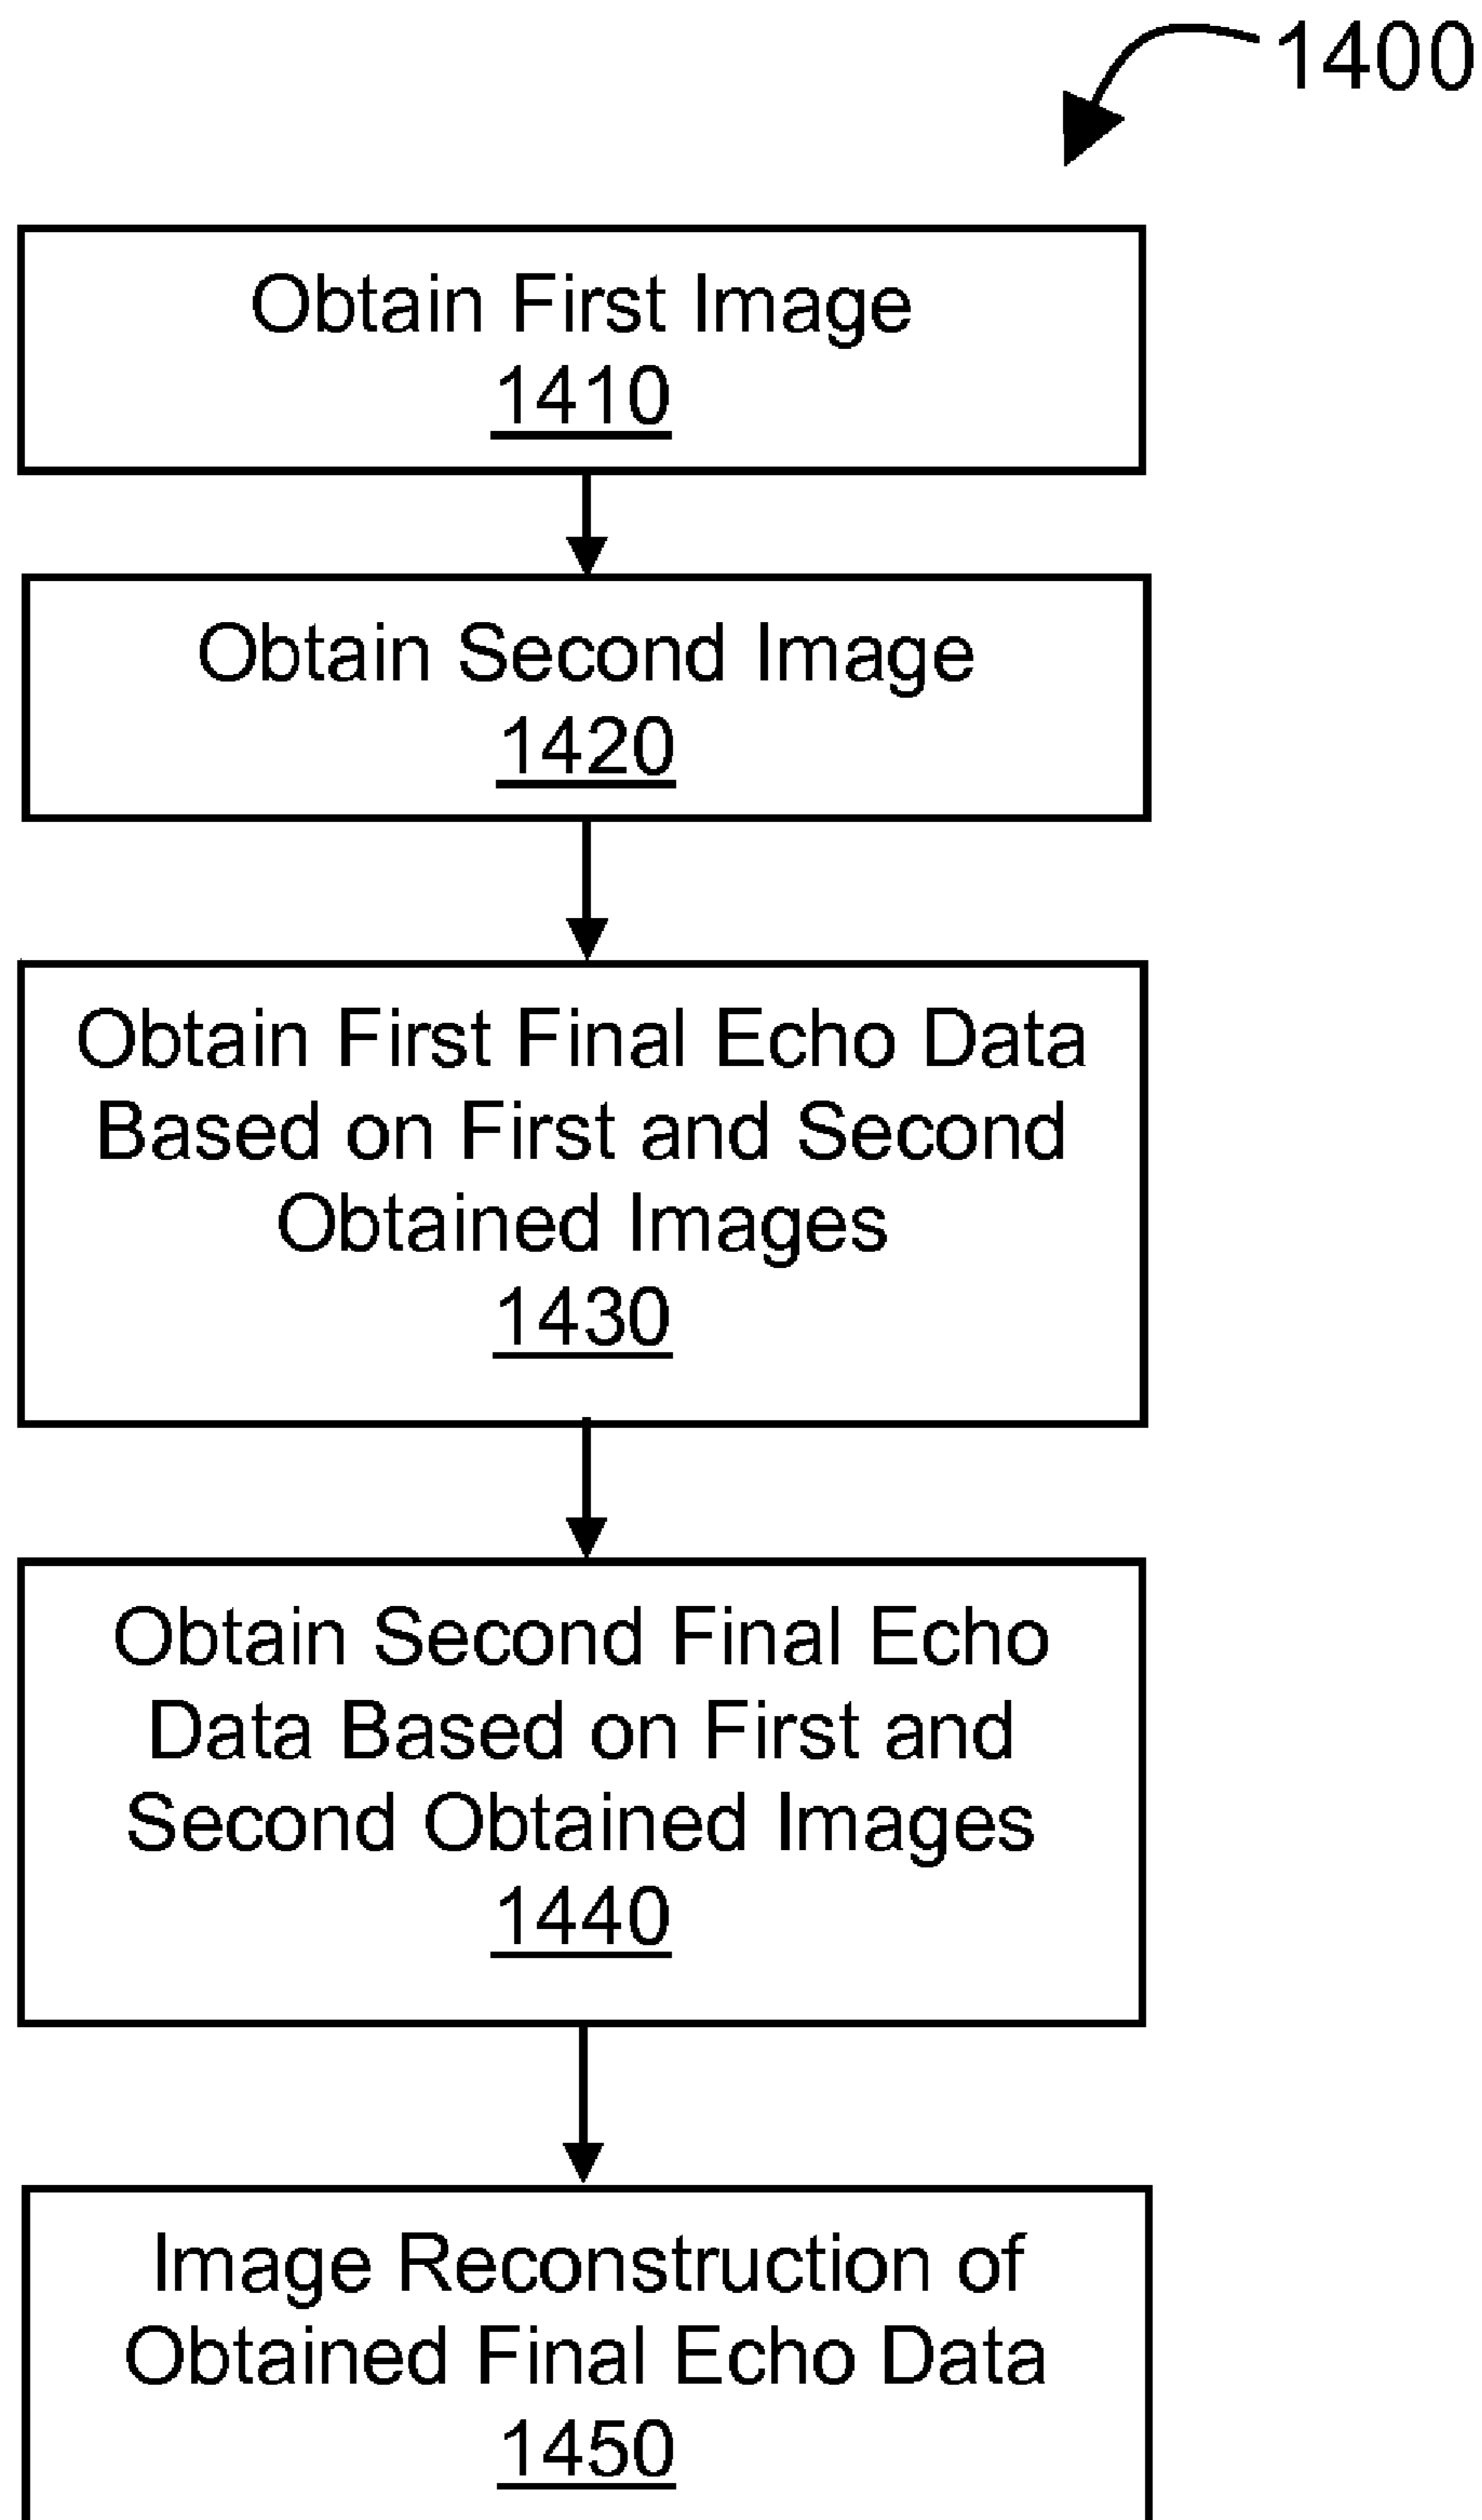 1400
Obtain First Image
1410
Obtain Second Image
1420
Obtain First Final Echo Data
Based on First and Second
Obtained Images
1430
Obtain Second Final Echo
Data Based on First and
Second Obtained Images
1440
Image Reconstruction of
Obtained Final Echo Data
1450